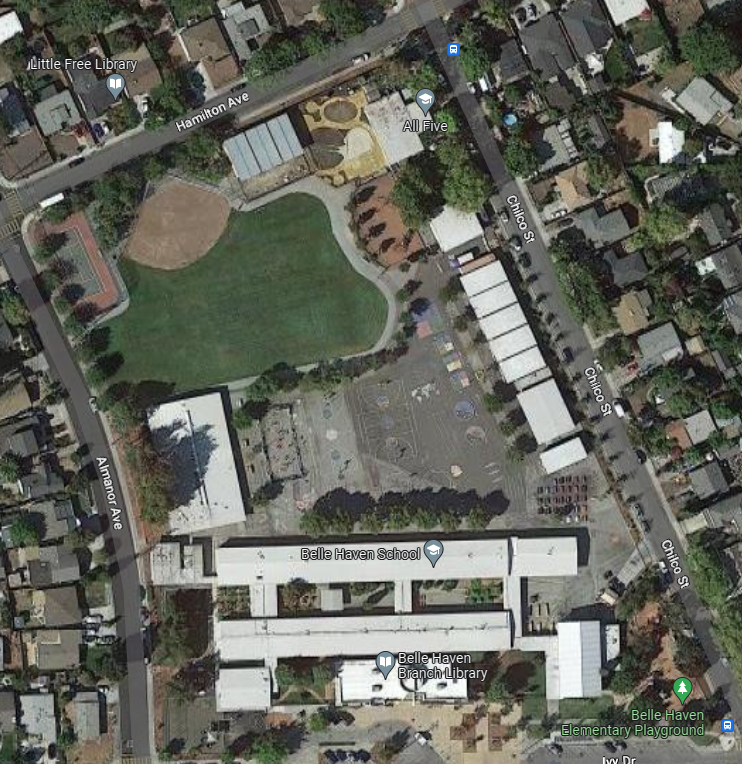 Little Free Library
Hamilton Ave
All Five
Chilco St
Chilco St
Almanor Ave
Chilco St
Belle Haven School
Belle Haven
Branch Library
Belle Haven
Elementary Playground
Ivy Dr